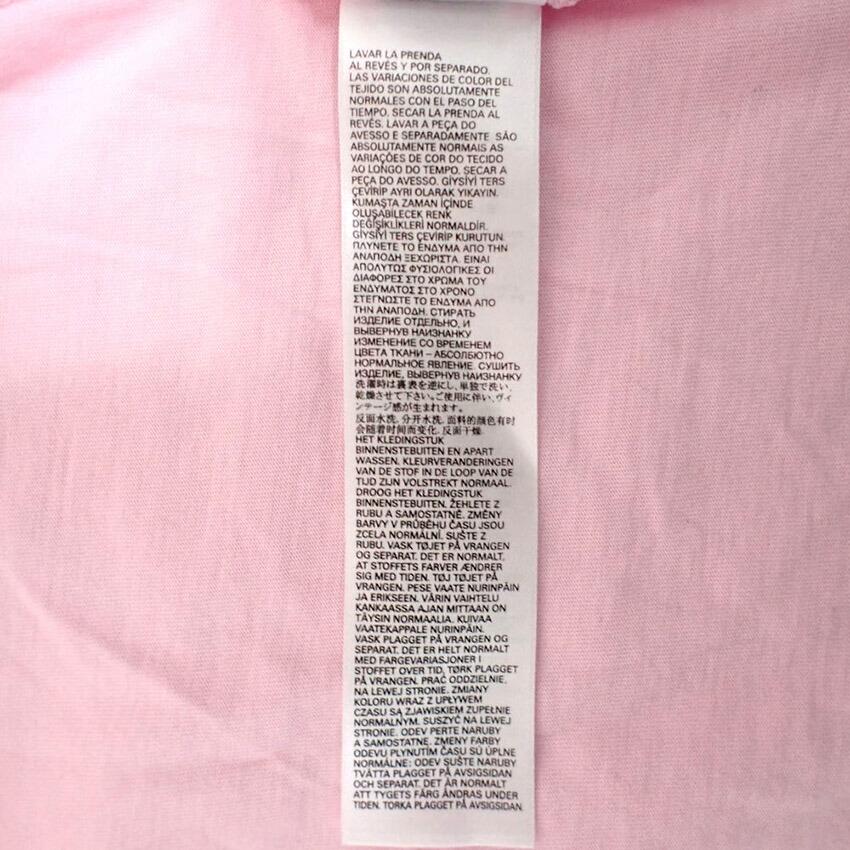 LAVAR LA PRENDA
AL REVÉS Y POR SEPARADO.
LAS VARIACIONES DE COLOR DEL
TEJIDO SON ABSOLUTAMENTE
NORMALES CON EL PASO DEL
TIEMPO. SECAR LA PRENDA AL
REVÉS. LAVAR A PEÇA DO
AVESSO E SEPARADAMENTE SÃO
ABSOLUTAMENTE NORMAIS AS
VARIAÇÕES DE COR DO TECIDO
AO LONGO DO TEMPO. SECAR A
PEÇA DO AVESSO. GİYSİYİ TERS
ÇEVİRİP AYRI OLARAK YIKAYIN.
KUMAŞTA ZAMAN İÇİNDE
OLUŞABİLECEK RENK
DEĞİŞİKLİKLERİ NORMALDİR.
GİYSİYİ TERS ÇEVİRİP KURUTUN.
ΠΛΥΝΕΤΕ ΤΟ ΕΝΔΥΜΑ ΑΠΟ ΤΗΝ
ΑΝΑΠΟΔΗ ΞΕΧΩΡΙΣΤΑ. ΕΙΝΑΙ
ΑΠΟΛΥΤΩΣ ΦΥΣΙΟΛΟΓΙΚΕΣ ΟΙ
ΔΙΑΦΟΡΕΣ ΣΤΟ ΧΡΩΜΑ ΤΟΥ
ΕΝΔΥΜΑΤΟΣ ΣΤΟ ΧΡΟΝΟ
ΣΤΕΓΝΩΣΤΕ ΤΟ ΕΝΔΥΜΑ ΑΠΟ
ΤΗΝ ΑΝΑΠΟΔΗ. СТИРАТЬ
ИЗДЕЛИЕ ОТДЕЛЬНО, И
ВЫВЕРНУВ НАИЗНАНКУ
ИЗМЕНЕНИЕ СО ВРЕМЕНЕМ
ЦВЕТА ТКАНИ – АБСОЛЮТНО
НОРМАЛЬНОЕ ЯВЛЕНИЕ. СУШИТЬ
ИЗДЕЛИЕ, ВЫВЕРНУВ НАИЗНАНКУ
洗濯時は裏表を逆にし、単独で洗い、
乾燥させて下さい。ご使用に伴い、ヴィ
ンテージ感が生まれます。
反面水洗. 分开水洗. 面料的颜色有时
会随着时间而变化. 反面干燥.
HET KLEDINGSTUK
BINNENSTEBUITEN EN APART
WASSEN. KLEURVERANDERINGEN
VAN DE STOF IN DE LOOP VAN DE
TIJD ZIJN VOLSTREKT NORMAAL.
DROOG HET KLEDINGSTUK
BINNENSTEBUITEN. ŽEHLETE Z
RUBU A SAMOSTATNĚ. ZMĚNY
BARVY V PRŮBĚHU ČASU JSOU
ZCELA NORMÁLNÍ. SUŠTE Z
RUBU. VASK TØJET PÅ VRANGEN
OG SEPARAT. DET ER NORMALT,
AT STOFFETS FARVER ÆNDRER
SIG MED TIDEN. TØJ TØJET PÅ
VRANGEN. PESE VAATE NURINPÄIN
JA ERIKSEEN. VÄRIN VAIHTELU
KANKAASSA AJAN MITTAAN ON
TÄYSIN NORMAALIA. KUIVAA
VAATEKAPPALE NURINPÄIN.
VASK PLAGGET PÅ VRANGEN OG
SEPARAT. DET ER HELT NORMALT
MED FARGEVARIASJONER I
STOFFET OVER TID. TØRK PLAGGET
PÅ VRANGEN. PRAĆ ODDZIELNIE,
NA LEWEJ STRONIE. ZMIANY
KOLORU WRAZ Z UPŁYWEM
CZASU SĄ ZJAWISKIEM ZUPEŁNIE
NORMALNYM. SUSZYĆ NA LEWEJ
STRONIE. ODEV PERTE NARUBY
A SAMOSTATNE. ZMENY FARBY
ODEVU PLYNUTÍM ČASU SÚ ÚPLNE
NORMÁLNE: ODEV SUŠTE NARUBY
TVÄTTA PLAGGET PÅ AVSIGSIDAN
OCH SEPARAT. DET ÄR NORMALT
ATT TYGETS FÄRG ÄNDRAS UNDER
TIDEN. TORKA PLAGGET PÅ AVSIGSIDAN.